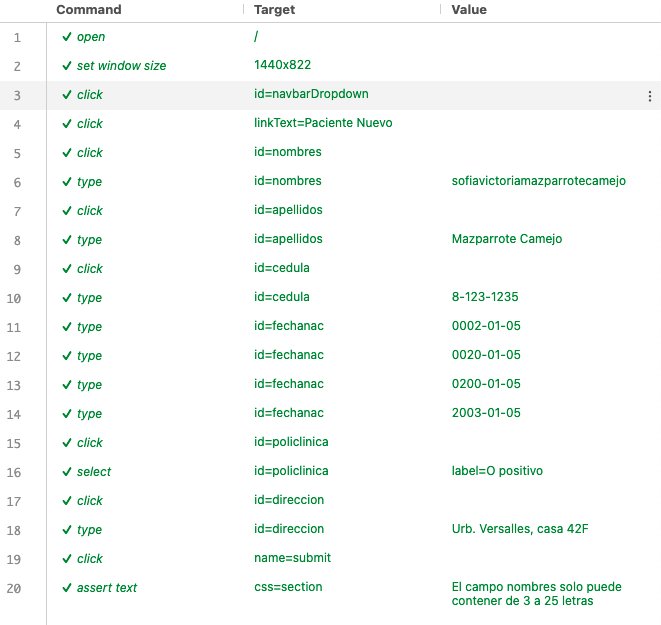 Command Target Value
1 ✓ open /
2 ✓ set window size 1440x822
3 ✓ click id=navbarDropdown
4 ✓ click linkText=Paciente Nuevo
5 ✓ click id=nombres
6 ✓ type id=nombres sofiavictoriamazparrotecamejo
7 ✓ click id=apellidos
8 ✓ type id=apellidos Mazparrote Camejo
9 ✓ click id=cedula
10 ✓ type id=cedula 8-123-1235
11 ✓ type id=fechanac 0002-01-05
12 ✓ type id=fechanac 0020-01-05
13 ✓ type id=fechanac 0200-01-05
14 ✓ type id=fechanac 2003-01-05
15 ✓ click id=policlinica
16 ✓ select id=policlinica label=O positivo
17 ✓ click id=direccion
18 ✓ type id=direccion Urb. Versalles, casa 42F
19 ✓ click name=submit
20 ✓ assert text css=section El campo nombres solo puede
contener de 3 a 25 letras